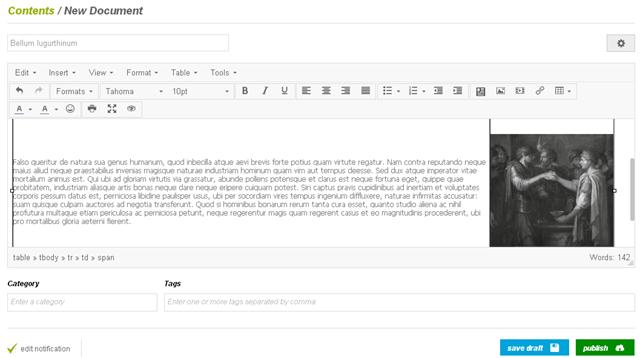 Contents / New Document
Bellum Iugurthinum
Edit Insert View Format Table Tools
Formats Tahoma 10pt B I U
A A
Falso queritur de natura sua genus humanum, quod inbecilla atque aevi brevis forte potius quam virtute regatur. Nam contra reputando neque
maius aliud neque praestabilius invenias magisque naturae industriam hominum quam vim aut tempus deesse. Sed dux atque imperator vitae
mortalium animus est. Qui ubi ad gloriam virtutis via grassatur, abunde pollens potensque et clarus est neque fortuna eget, quippe quae
probitatem, industriam aliasque artis bonas neque dare neque eripere cuiquam potest. Sin captus pravis cupidinibus ad inertiam et voluptates
corporis pessum datus est, perniciosa libidine paulisper usus, ubi per socordiam vires tempus ingenium diffluxere, naturae infirmitas accusatur:
suam quisque culpam auctores ad negotia transferunt. Quod si hominibus bonarum rerum tanta cura esset, quanto studio aliena ac nihil
profutura multaque etiam periculosa ac perniciosa petunt, neque regerentur magis quam regerent casus et eo magnitudinis procederent, ubi
pro mortalibus gloria aeterni fierent.
table » tbody » tr » td » span Words: 142
Category Tags
Enter a category Enter one or more tags separated by comma
edit notification save draft publish